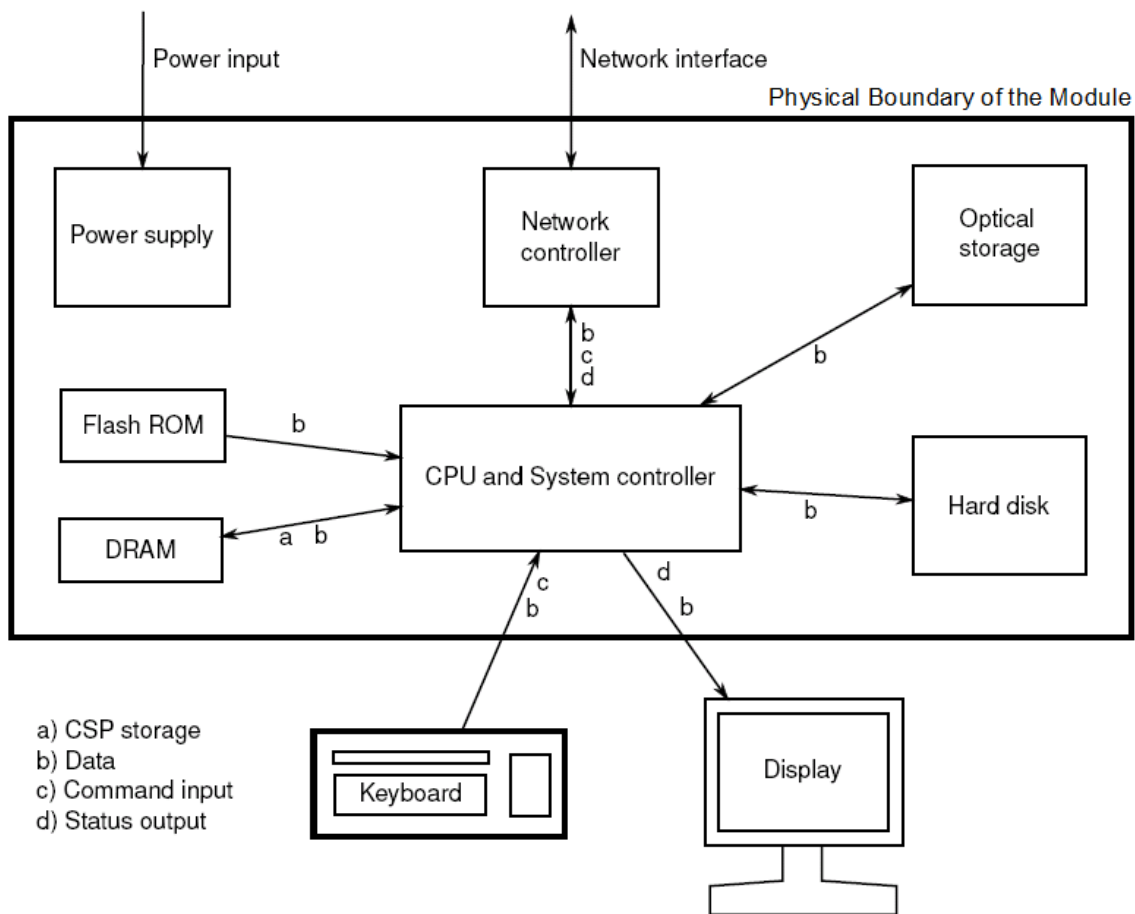 Power input
Network interface
Physical Boundary of the Module
Power supply
Network
controller
Optical
storage
b
c
d
b
Flash ROM
b
CPU and System controller
Hard disk
b
DRAM
a b
c
b
d
b
a) CSP storage
b) Data
c) Command input
d) Status output
Keyboard
Display